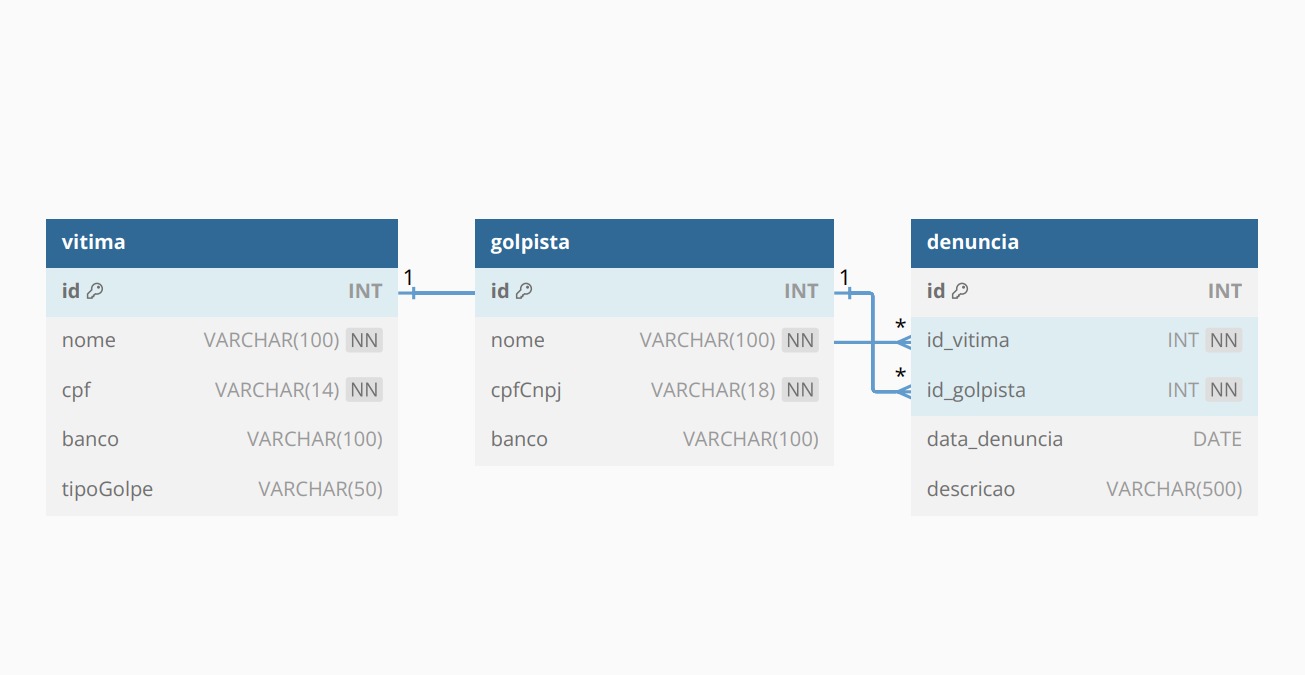 vitima
id INT
nome VARCHAR(100) NN
cpf VARCHAR(14) NN
banco VARCHAR(100)
tipoGolpe VARCHAR(50)
1
golpista
id INT
nome VARCHAR(100) NN
cpfCnpj VARCHAR(18) NN
banco VARCHAR(100)
1
*
*
denuncia
id INT
id_vitima INT NN
id_golpista INT NN
data_denuncia DATE
descricao VARCHAR(500)